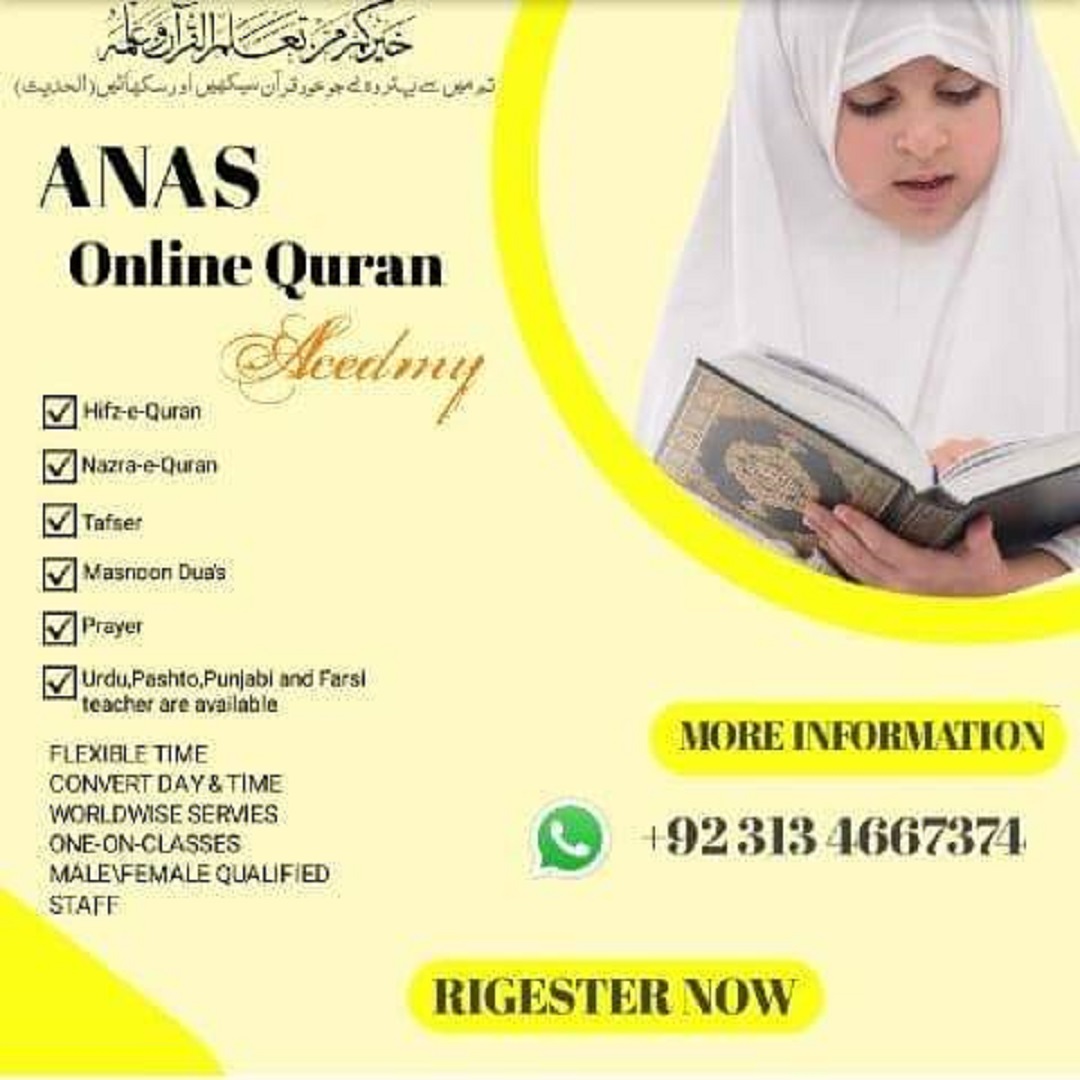 خيركم من تعلم القرآن وعلمه
تم میں سے بہتر وہ ہے جو خود قرآن سیکھیں اور سکھائیں (الحدیث)
ANAS
Online Quran
Acedmy
Hifz-e-Quran
Nazra-e-Quran
Tafser
Masnoon Dua's
Prayer
Urdu,Pashto,Punjabi and Farsi
teacher are available
FLEXIBLE TIME
CONVERT DAY & TIME
WORLDWISE SERVIES
ONE-ON-CLASSES
MALE\FEMALE QUALIFIED
STAFF
MORE INFORMATION
+92 313 4667374
RIGESTER NOW